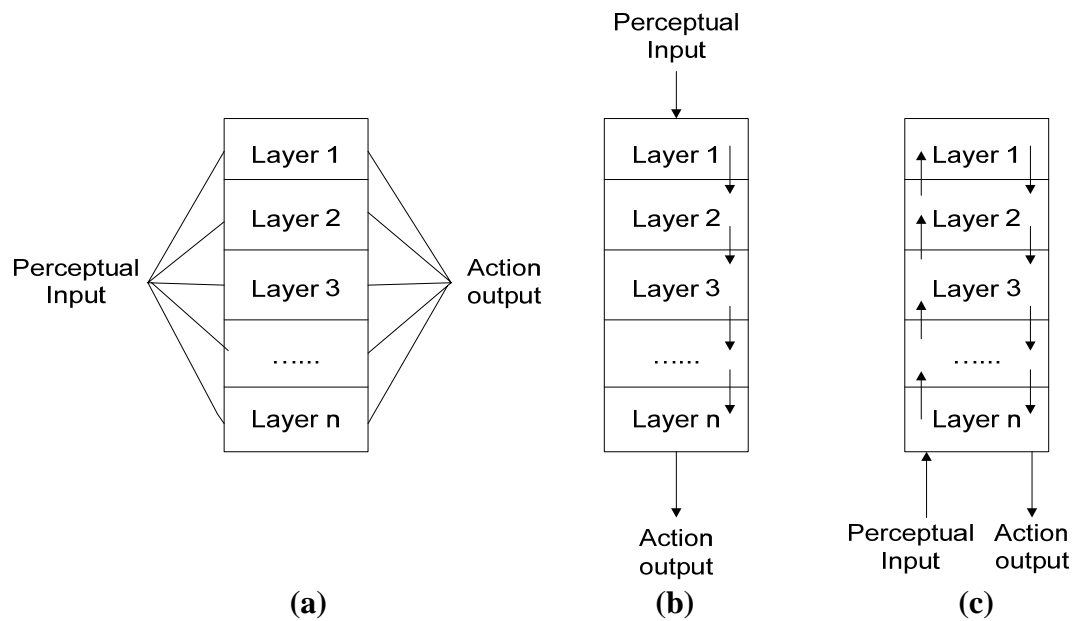 Perceptual
Input
Layer 1
Layer 2
Layer 3
......
Layer n
Action
output
(a)
Perceptual
Input
Layer 1
Layer 2
Layer 3
......
Layer n
Action
output
(b)
Layer 1
Layer 2
Layer 3
......
Layer n
Perceptual
Input
Action
output
(c)